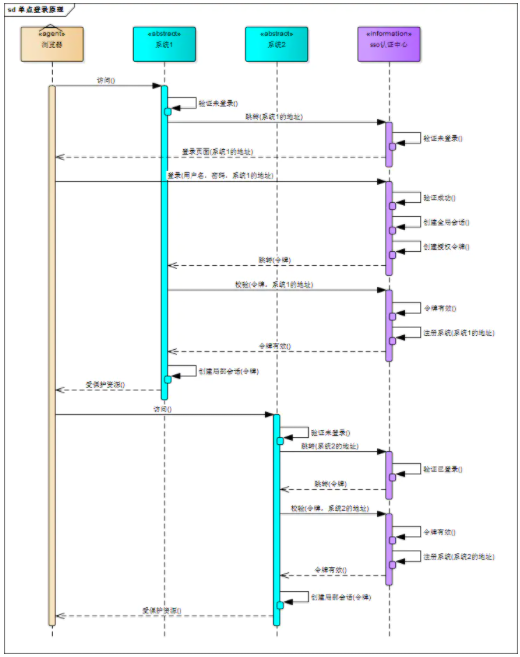 sd 单点登录原理
«agent»
浏览器
«abstract»
系统1
«abstract»
系统2
«information»
sso认证中心
访问()
验证未登录()
跳转(系统1的地址)
验证未登录()
登录页面(系统1的地址)
登录(用户名、密码、系统1的地址)
验证成功()
创建全局会话()
创建授权令牌()
跳转(令牌)
校验(令牌、系统1的地址)
令牌有效()
注册系统(系统1的地址)
令牌有效()
创建局部会话(令牌)
受保护资源()
访问()
验证未登录()
跳转(系统2的地址)
验证已登录()
跳转(令牌)
校验(令牌、系统2的地址)
令牌有效()
注册系统(系统2的地址)
令牌有效()
创建局部会话(令牌)
受保护资源()